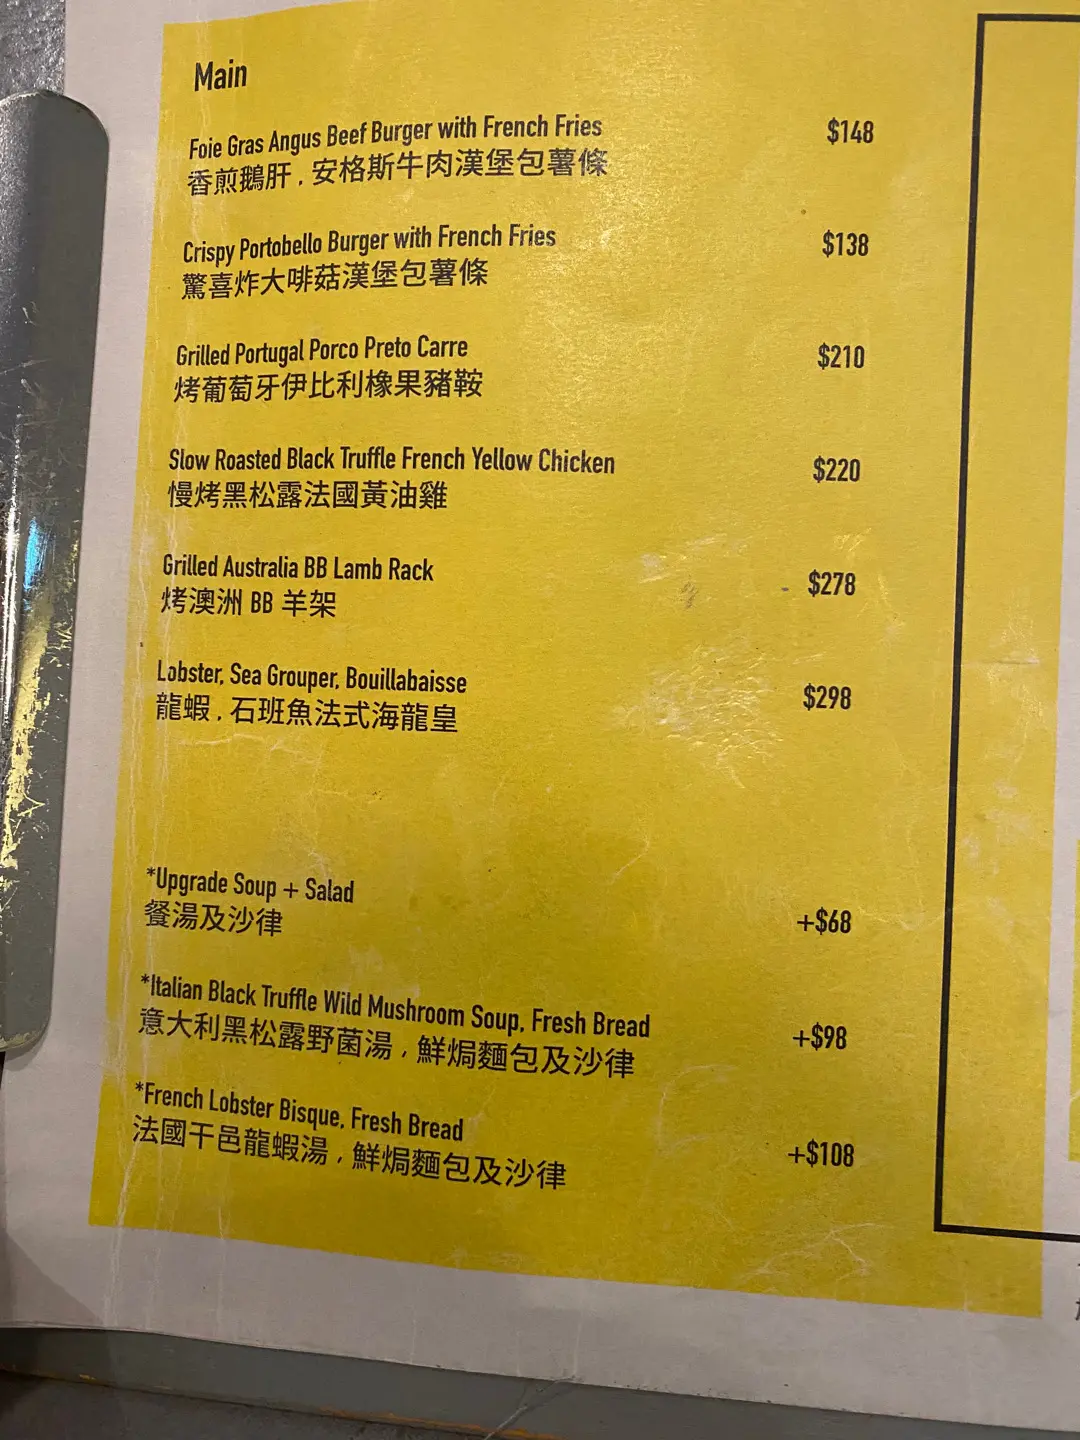 Main
Foie Gras Angus Beef Burger with French Fries
$148
香煎鵝肝, 安格斯牛肉漢堡包薯條
Crispy Portobello Burger with French Fries
$138
驚喜炸大啡菇漢堡包薯條
Grilled Portugal Porco Preto Carre
$210
烤葡萄牙伊比利橡果豬鞍
Slow Roasted Black Truffle French Yellow Chicken
$220
慢烤黑松露法國黃油雞
Grilled Australia BB Lamb Rack
$278
烤澳洲 BB 羊架
Lobster, Sea Grouper, Bouillabaisse
$298
龍蝦, 石班魚法式海龍皇
*Upgrade Soup + Salad
+$68
餐湯及沙律
*Italian Black Truffle Wild Mushroom Soup, Fresh Bread
+$98
意大利黑松露野菌湯, 鮮焗麵包及沙律
*French Lobster Bisque, Fresh Bread
+$108
法國干邑龍蝦湯, 鮮焗麵包及沙律